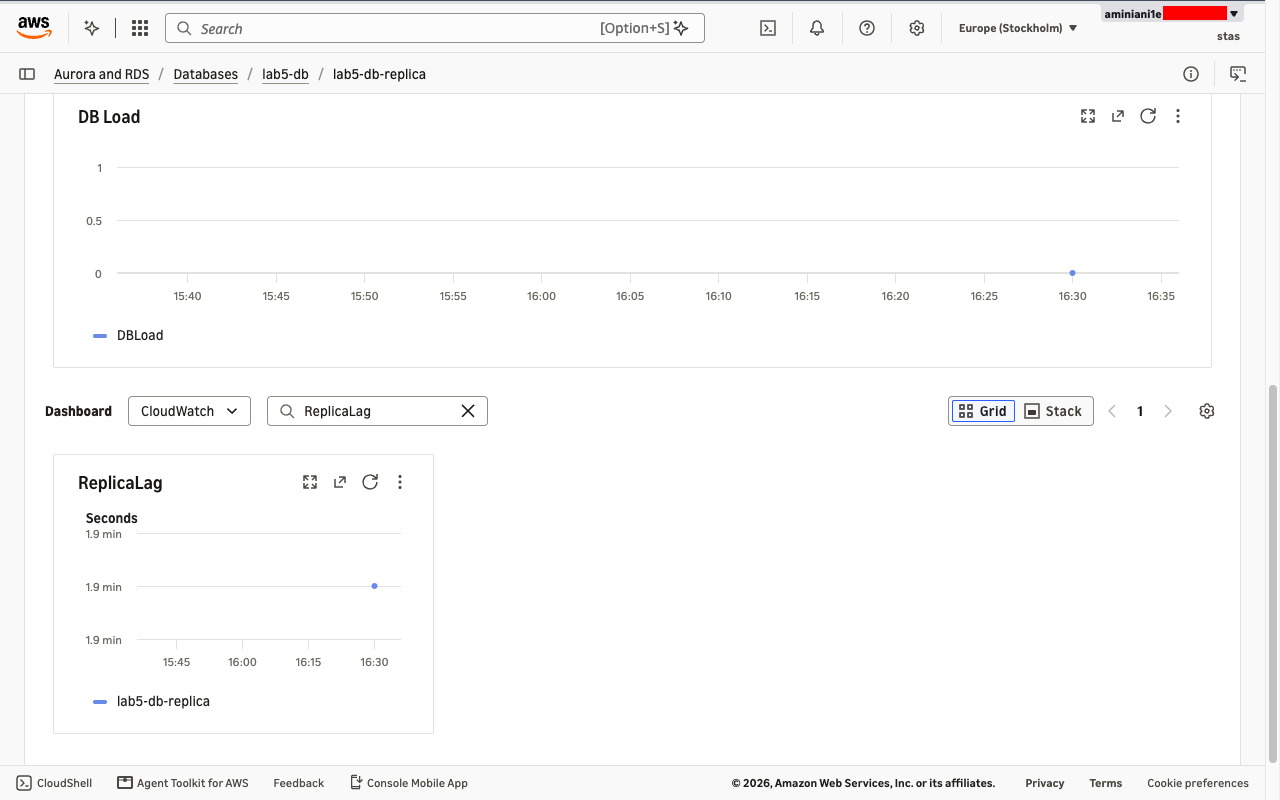 aws
Search [Option+S]
Europe (Stockholm)
aminiani1e
stas
Aurora and RDS / Databases / lab5-db / lab5-db-replica
DB Load
1
0.5
0
15:40 15:45 15:50 15:55 16:00 16:05 16:10 16:15 16:20 16:25 16:30 16:35
DBLoad
Dashboard CloudWatch ReplicaLag Grid Stack 1
ReplicaLag
Seconds
1.9 min
1.9 min
1.9 min
15:45 16:00 16:15 16:30
lab5-db-replica
CloudShell Agent Toolkit for AWS Feedback Console Mobile App © 2026, Amazon Web Services, Inc. or its affiliates. Privacy Terms Cookie preferences